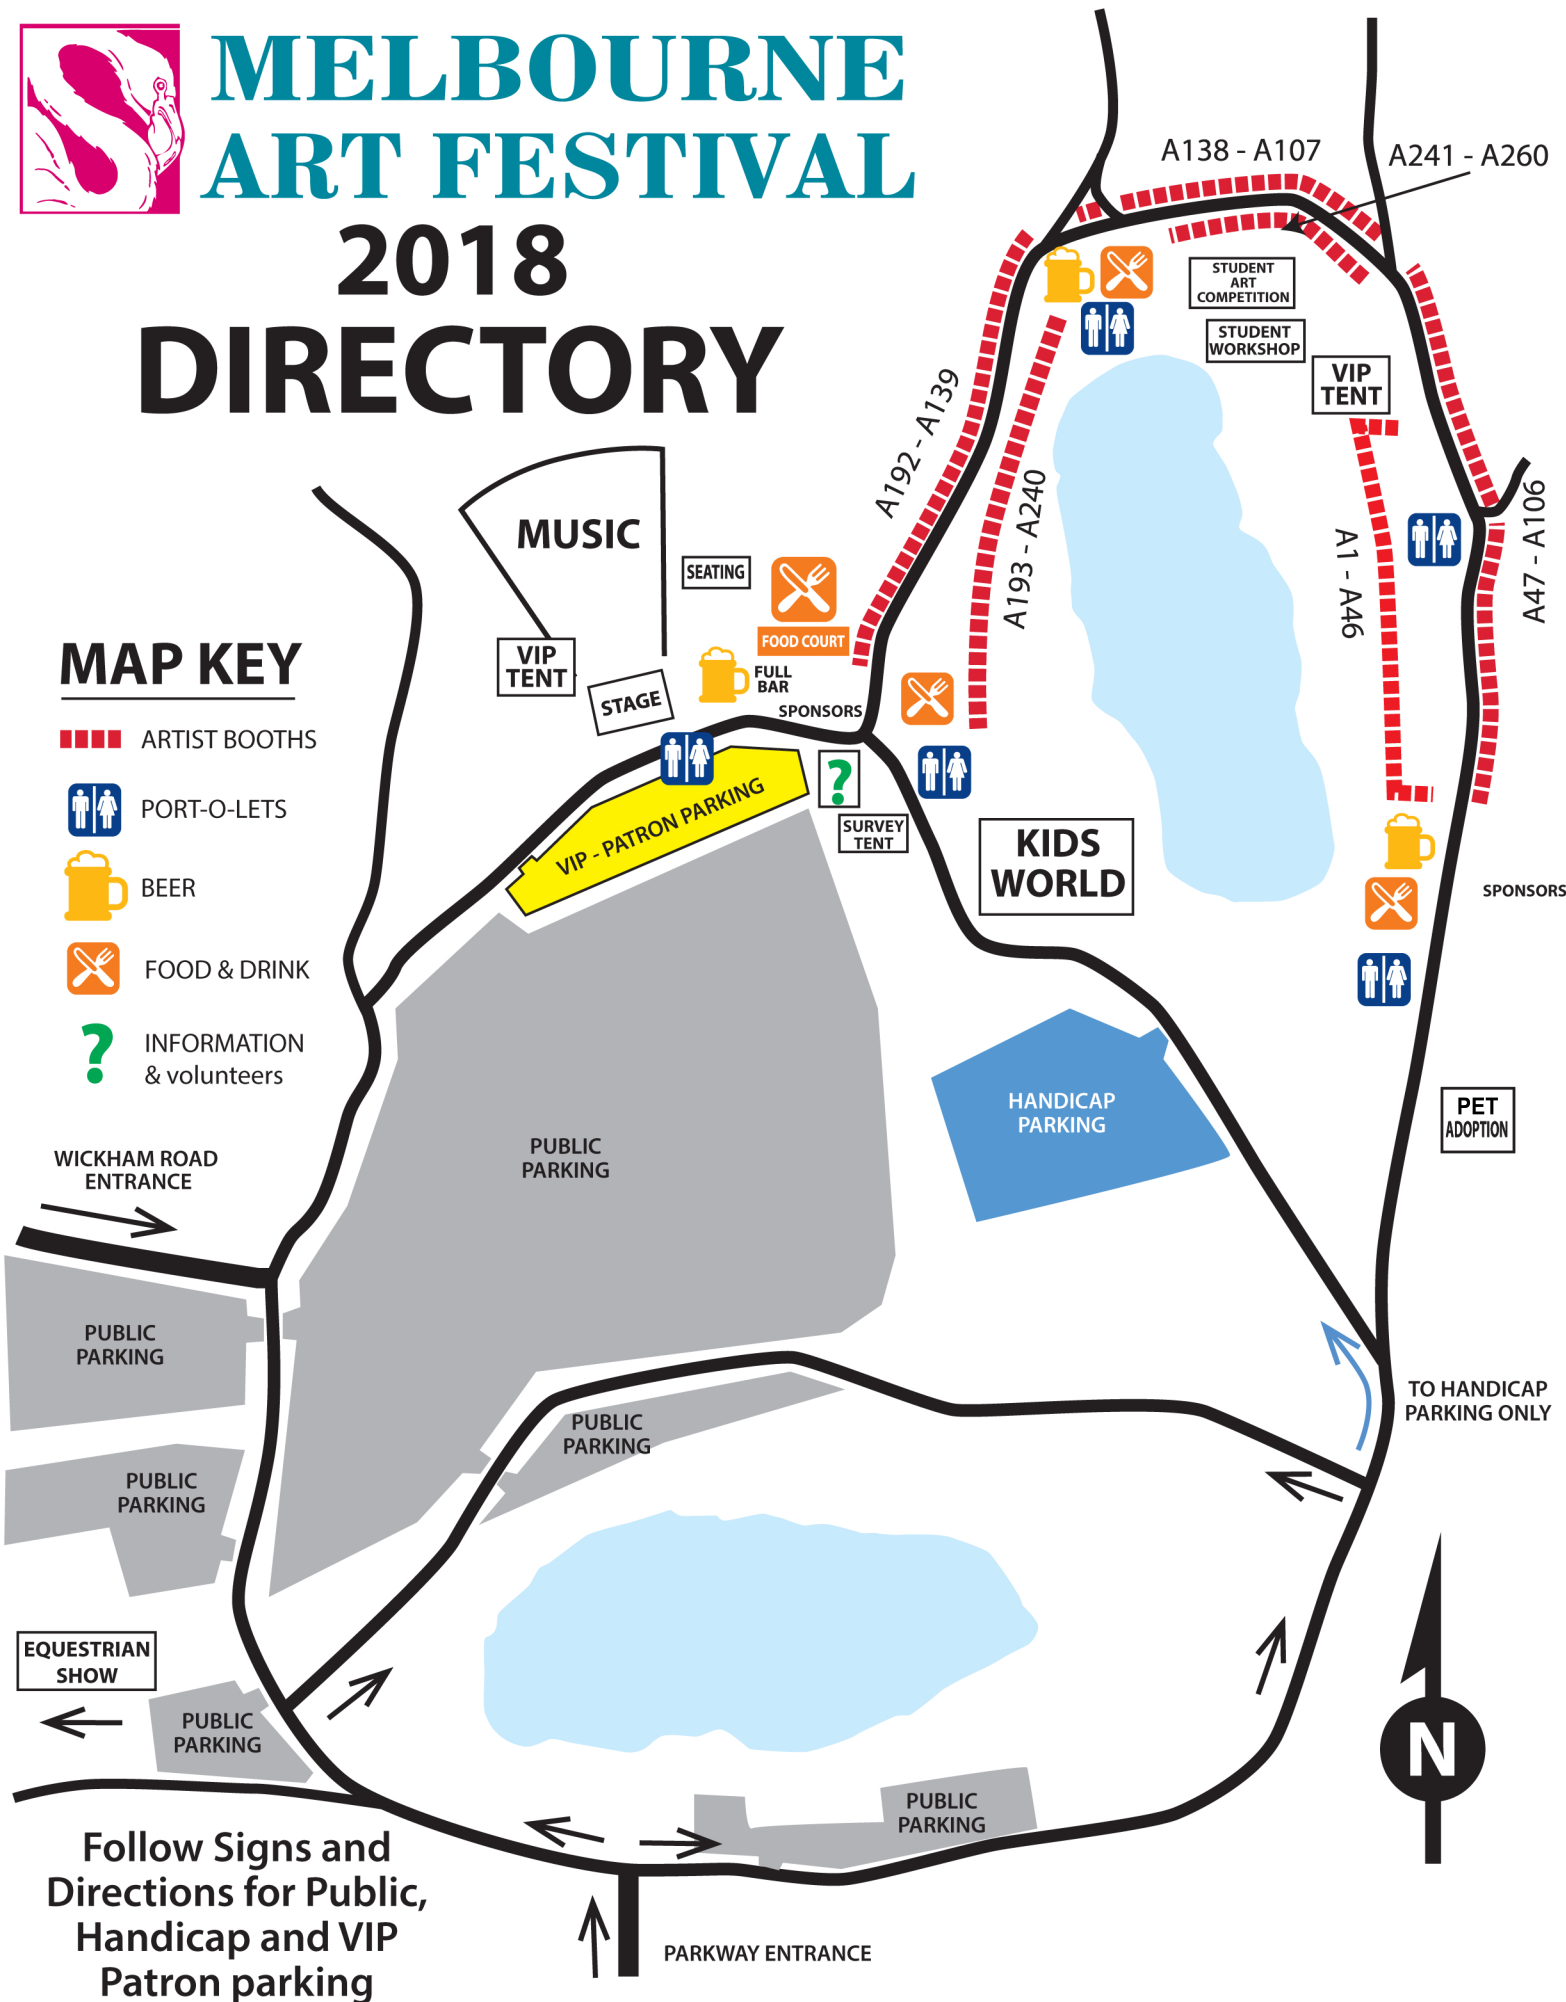 MELBOURNE
ART FESTIVAL
2018
DIRECTORY
A138 - A107
A241 - A260
STUDENT
ART
COMPETITION
STUDENT
WORKSHOP
VIP
TENT
A192 - A139
A193 - A240
A1 - A46
A47 - A106
MUSIC
SEATING
FOOD COURT
VIP
TENT
STAGE
FULL
BAR
SPONSORS
VIP - PATRON PARKING
?
SURVEY
TENT
KIDS
WORLD
SPONSORS
MAP KEY
ARTIST BOOTHS
PORT-O-LETS
BEER
FOOD & DRINK
?
INFORMATION
& volunteers
HANDICAP
PARKING
PET
ADOPTION
PUBLIC
PARKING
WICKHAM ROAD
ENTRANCE
PUBLIC
PARKING
PUBLIC
PARKING
PUBLIC
PARKING
TO HANDICAP
PARKING ONLY
EQUESTRIAN
SHOW
PUBLIC
PARKING
N
PUBLIC
PARKING
Follow Signs and
Directions for Public,
Handicap and VIP
Patron parking
PARKWAY ENTRANCE